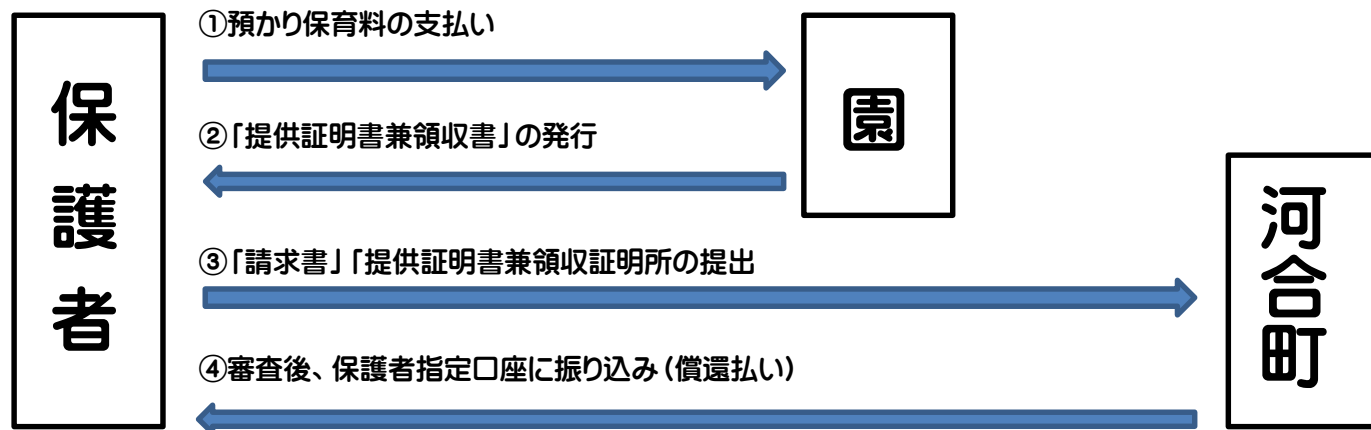 保護者
①預かり保育料の支払い
園
②「提供証明書兼領収書」の発行
③「請求書」「提供証明書兼領収証明所の提出
河合町
④審査後、保護者指定口座に振り込み（償還払い）